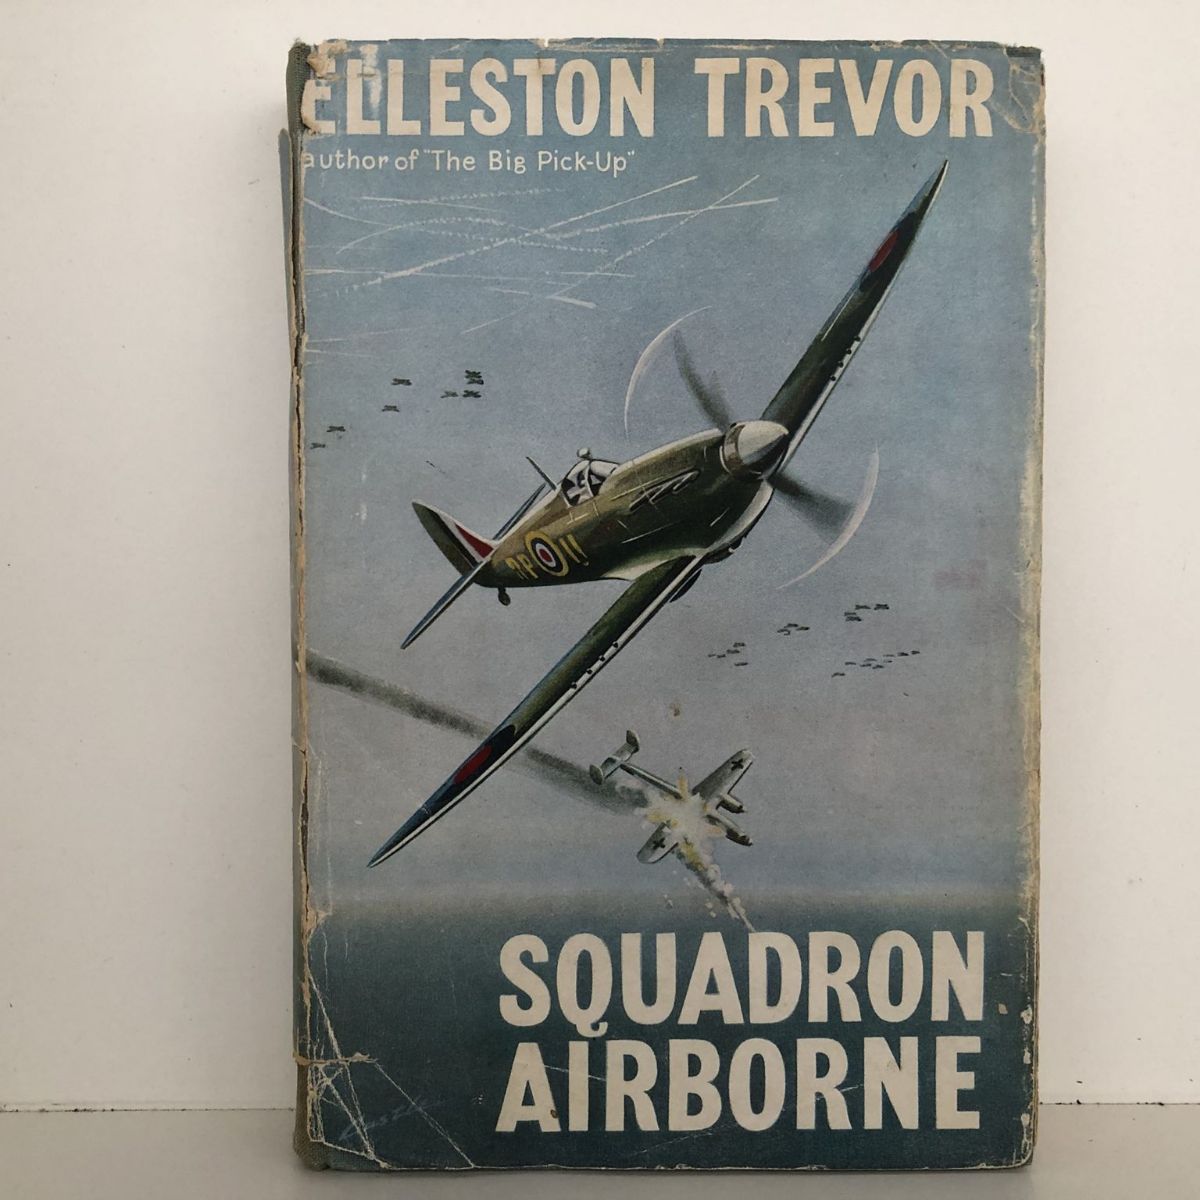 ELLESTON TREVOR
author of "The Big Pick-Up"
SQUADRON
AIRBORNE